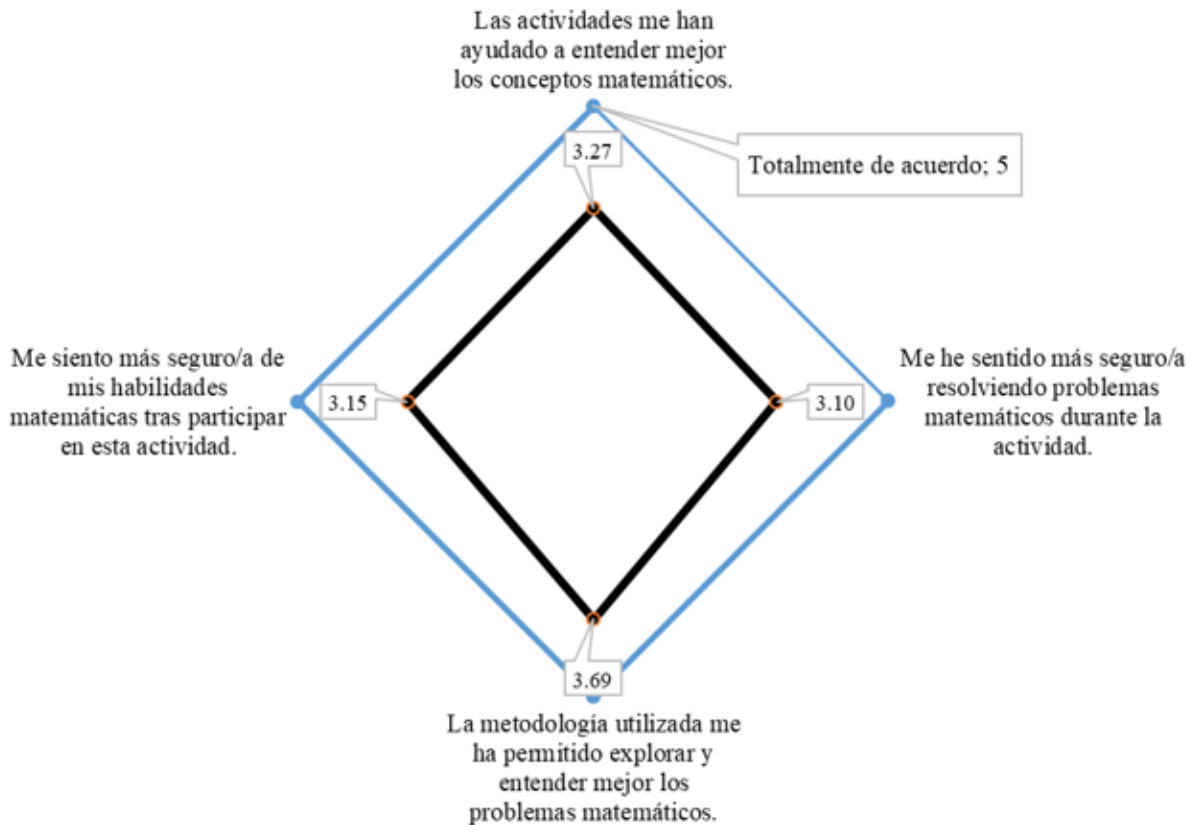 Las actividades me han
ayudado a entender mejor
los conceptos matemáticos.
3.27
Totalmente de acuerdo; 5
Me siento más seguro/a de
mis habilidades
matemáticas tras participar
en esta actividad.
3.15
3.10
Me he sentido más seguro/a
resolviendo problemas
matemáticos durante la
actividad.
3.69
La metodología utilizada me
ha permitido explorar y
entender mejor los
problemas matemáticos.